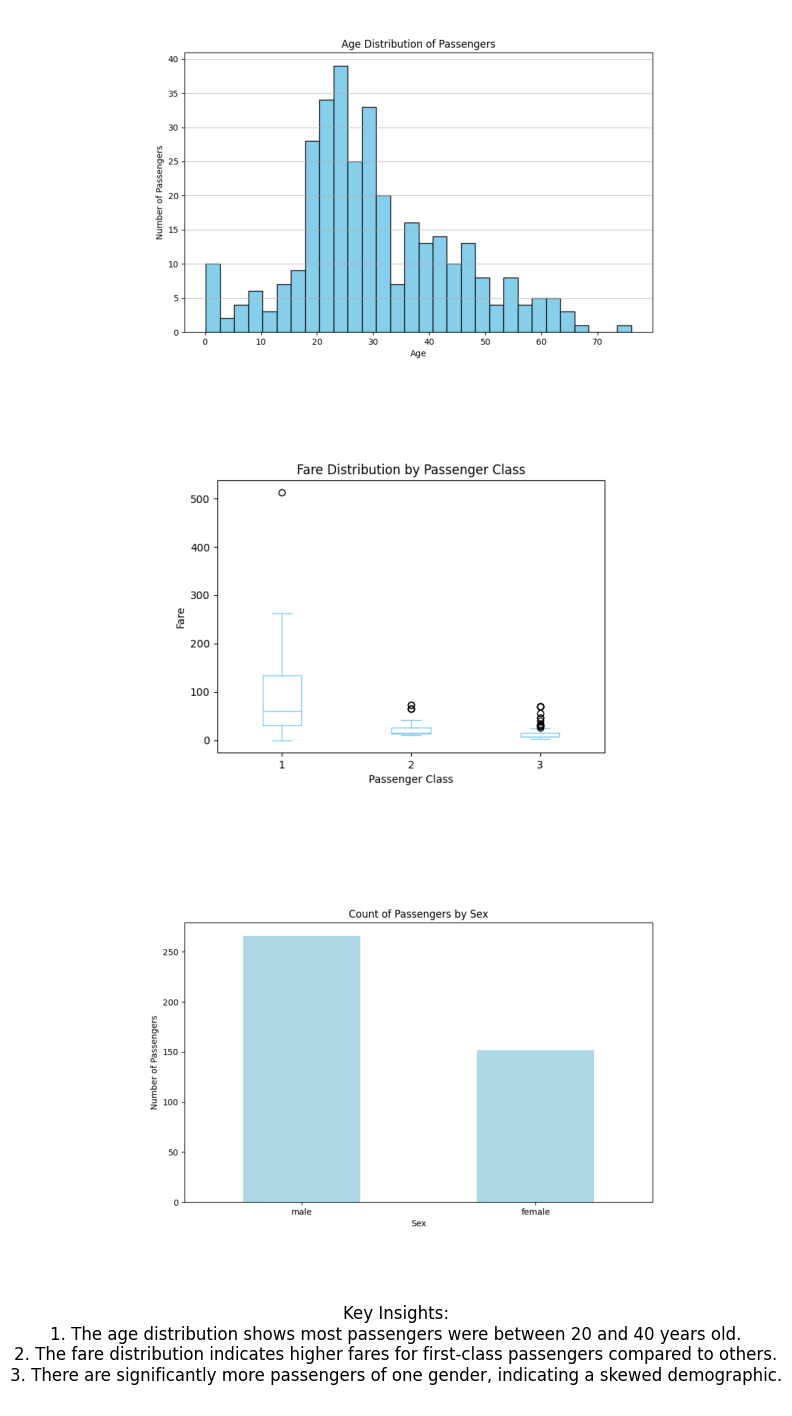 Age Distribution of Passengers
40
35
30
25
20
15
10
5
0
Number of Passengers
0 10 20 30 40 50 60 70
Age
Fare Distribution by Passenger Class
500
400
300
200
100
0
Fare
1 2 3
Passenger Class
Count of Passengers by Sex
250
200
150
100
50
0
Number of Passengers
male female
Sex
Key Insights:
1. The age distribution shows most passengers were between 20 and 40 years old.
2. The fare distribution indicates higher fares for first-class passengers compared to others.
3. There are significantly more passengers of one gender, indicating a skewed demographic.